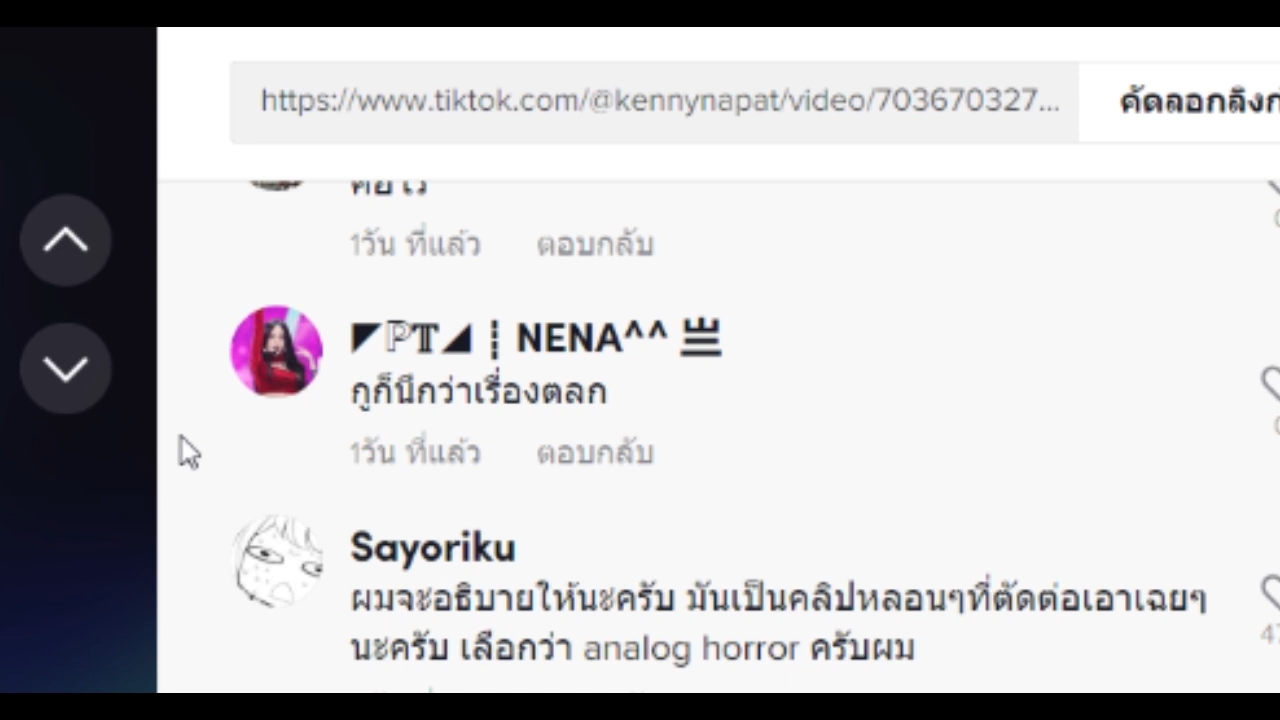 https://www.tiktok.com/@kennynapat/video/703670327...
คัดลอกลิงก์
1วัน ที่แล้ว ตอบกลับ
◤ℙ𝕋◢ ┋ NENA^^ 亗
กูก็นึกว่าเรื่องตลก
1วัน ที่แล้ว ตอบกลับ
Sayoriku
ผมจะอธิบายให้นะครับ มันเป็นคลิปหลอนๆที่ตัดต่อเอาเฉยๆ
นะครับ เลือกว่า analog horror ครับผม